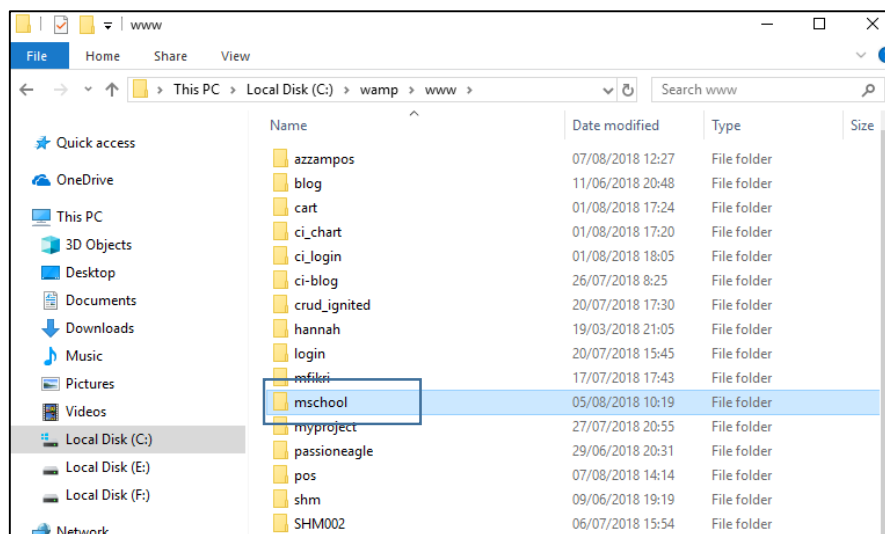 www
File Home Share View
This PC Local Disk (C:) wamp www Search www
Name Date modified Type Size
Quick access
OneDrive
This PC
3D Objects
Desktop
Documents
Downloads
Music
Pictures
Videos
Local Disk (C:)
Local Disk (E:)
Local Disk (F:)
Network
azzampos 07/08/2018 12:27 File folder
blog 11/06/2018 20:48 File folder
cart 01/08/2018 17:24 File folder
ci_chart 01/08/2018 17:20 File folder
ci_login 01/08/2018 18:05 File folder
ci-blog 26/07/2018 8:25 File folder
crud_ignited 20/07/2018 17:30 File folder
hannah 19/03/2018 21:05 File folder
login 20/07/2018 15:45 File folder
mfikri 17/07/2018 17:43 File folder
mschool 05/08/2018 10:19 File folder
myproject 27/07/2018 20:55 File folder
passioneagle 29/06/2018 20:31 File folder
pos 07/08/2018 14:14 File folder
shm 09/06/2018 19:19 File folder
SHM002 06/07/2018 15:54 File folder